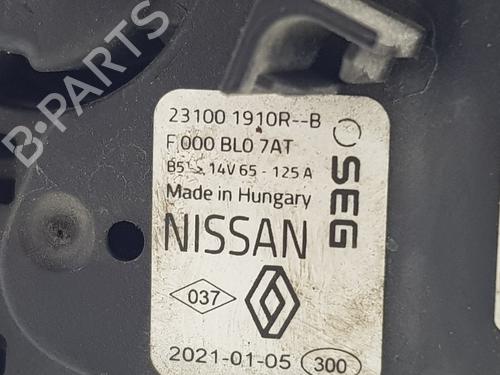 23100 1910R--B
F 000 BL0 7AT
14V 65 - 125 A
Made in Hungary
NISSAN
SEG
037
2021-01-05
300
B-PARTS